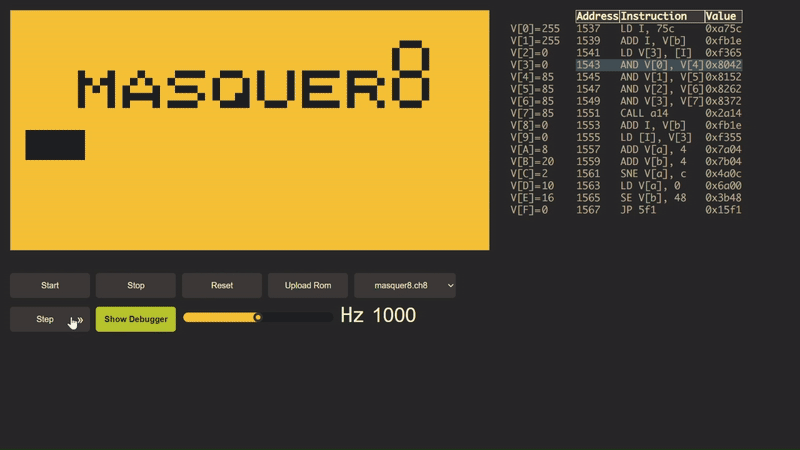 MASQUER8
Address Instruction Value
V[0]=255 1537 LD I, 75c 0xa75c
V[1]=255 1539 ADD I, V[b] 0xfb1e
V[2]=0 1541 LD V[3], [I] 0xf365
V[3]=0 1543 AND V[0], V[4] 0x8042
V[4]=85 1545 AND V[1], V[5] 0x8152
V[5]=85 1547 AND V[2], V[6] 0x8262
V[6]=85 1549 AND V[3], V[7] 0x8372
V[7]=85 1551 CALL a14 0x2a14
V[8]=0 1553 ADD I, V[b] 0xfb1e
V[9]=0 1555 LD [I], V[3] 0xf355
V[A]=8 1557 ADD V[a], 4 0x7a04
V[B]=20 1559 ADD V[b], 4 0x7b04
V[C]=2 1561 SNE V[a], c 0x4a0c
V[D]=10 1563 LD V[a], 0 0x6a00
V[E]=16 1565 SE V[b], 48 0x3b48
V[F]=0 1567 JP 5f1 0x15f1
Start Stop Reset Upload Rom masquer8.ch8
Step » Show Debugger Hz 1000